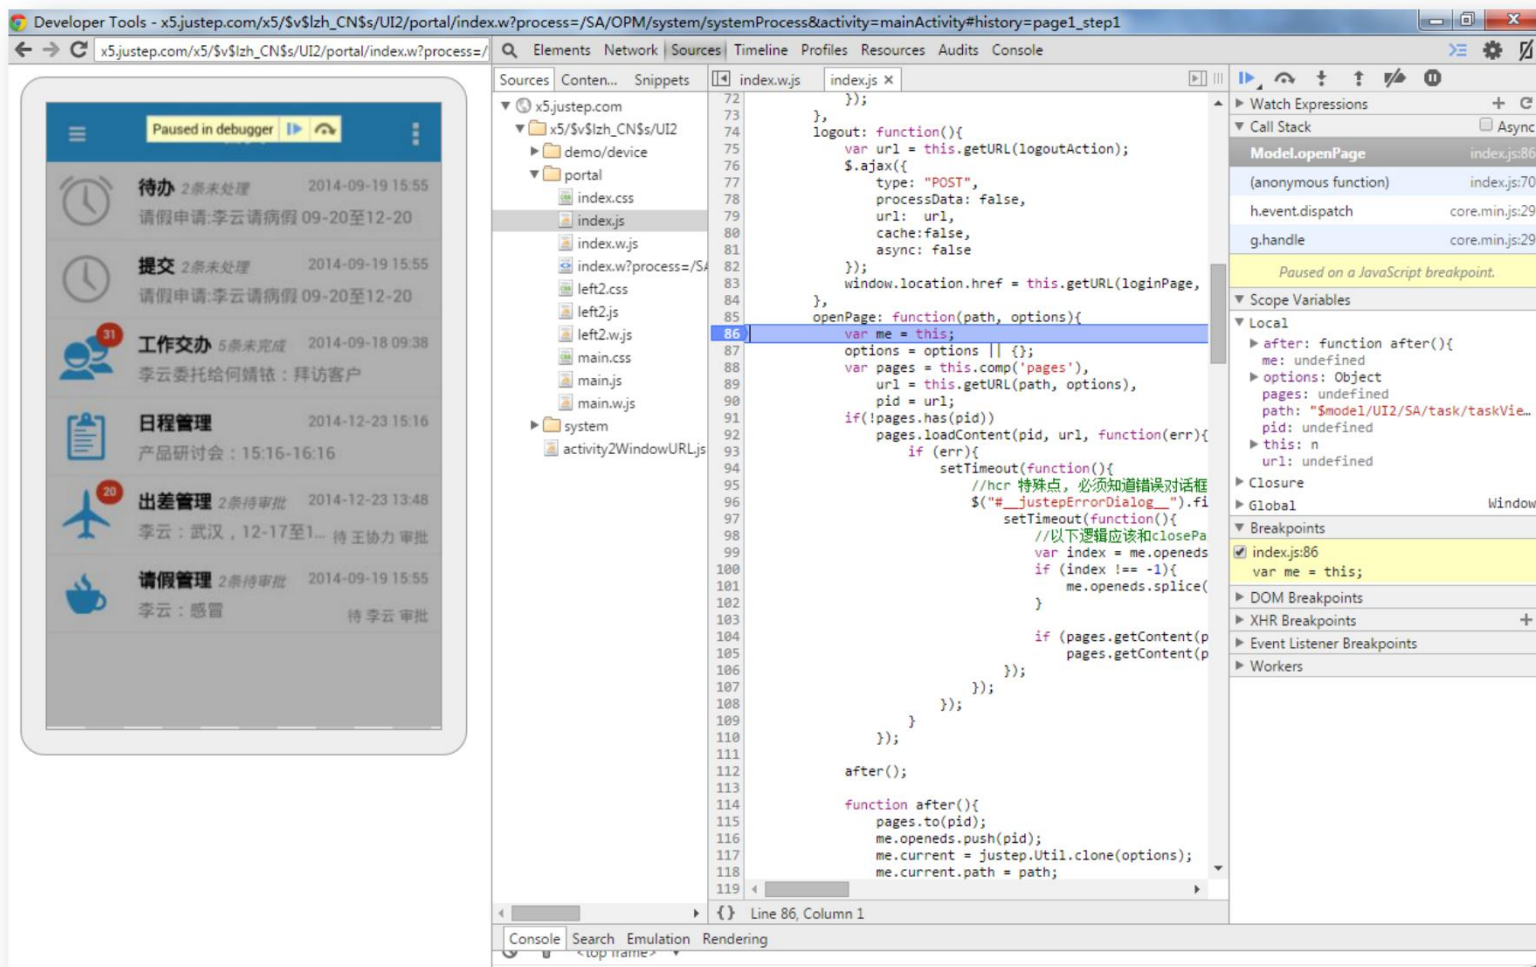 Developer Tools - x5.justep.com/x5/$v$lzh_CN$s/UI2/portal/index.w?process=/SA/OPM/system/systemProcess&activity=mainActivity#history=page1_step1
x5.justep.com/x5/$v$lzh_CN$s/UI2/portal/index.w?process=/
Elements Network Sources Timeline Profiles Resources Audits Console
Paused in debugger
待办 2条未处理 2014-09-19 15:55
请假申请:李云请病假 09-20至12-20
提交 2条未处理 2014-09-19 15:55
请假申请:李云请病假 09-20至12-20
31
工作交办 5条未完成 2014-09-18 09:38
李云委托给何婧铱：拜访客户
日程管理 2014-12-23 15:16
产品研讨会：15:16-16:16
20
出差管理 2条待审批 2014-12-23 13:48
李云：武汉，12-17至1... 待 王协力 审批
请假管理 2条待审批 2014-09-19 15:55
李云：感冒 待 李云 审批
Sources Conten... Snippets
x5.justep.com
x5/$v$lzh_CN$s/UI2
demo/device
portal
index.css
index.js
index.w.js
index.w?process=/SA
left2.css
left2.js
left2.w.js
main.css
main.js
main.w.js
system
activity2WindowURL.js
index.w.js index.js ×
72 });
73 },
74 logout: function(){
75 var url = this.getURL(logoutAction);
76 $.ajax({
77 type: "POST",
78 processData: false,
79 url: url,
80 cache:false,
81 async: false
82 });
83 window.location.href = this.getURL(loginPage,
84 },
85 openPage: function(path, options){
86 var me = this;
87 options = options || {};
88 var pages = this.comp('pages'),
89 url = this.getURL(path, options),
90 pid = url;
91 if(!pages.has(pid))
92 pages.loadContent(pid, url, function(err){
93 if (err){
94 setTimeout(function(){
95 //hcr 特殊点, 必须知道错误对话框
96 $("#__justepErrorDialog__").fi
97 setTimeout(function(){
98 //以下逻辑应该和closePa
99 var index = me.openeds
100 if (index !== -1){
101 me.openeds.splice(
102 }
103
104 if (pages.getContent(p
105 pages.getContent(p
106 });
107 });
108 });
109 }
110 });
111
112 after();
113
114 function after(){
115 pages.to(pid);
116 me.openeds.push(pid);
117 me.current = justep.Util.clone(options);
118 me.current.path = path;
119
{} Line 86, Column 1
Watch Expressions
Call Stack Async
Model.openPage index.js:86
(anonymous function) index.js:70
h.event.dispatch core.min.js:29
g.handle core.min.js:29
Paused on a JavaScript breakpoint.
Scope Variables
Local
after: function after(){
me: undefined
options: Object
pages: undefined
path: "$model/UI2/SA/task/taskVie…
pid: undefined
this: n
url: undefined
Closure
Global Window
Breakpoints
index.js:86
var me = this;
DOM Breakpoints
XHR Breakpoints
Event Listener Breakpoints
Workers
Console Search Emulation Rendering
<top frame>